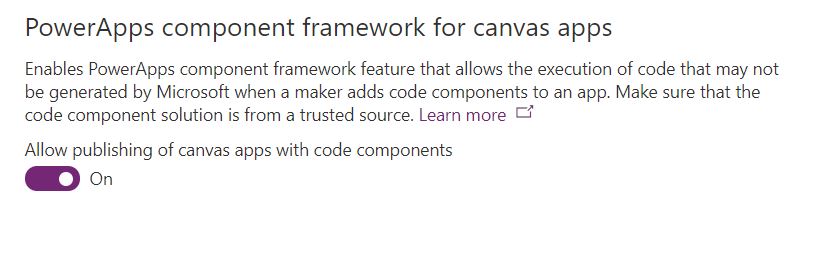 PowerApps component framework for canvas apps
Enables PowerApps component framework feature that allows the execution of code that may not
be generated by Microsoft when a maker adds code components to an app. Make sure that the
code component solution is from a trusted source. Learn more
Allow publishing of canvas apps with code components
On